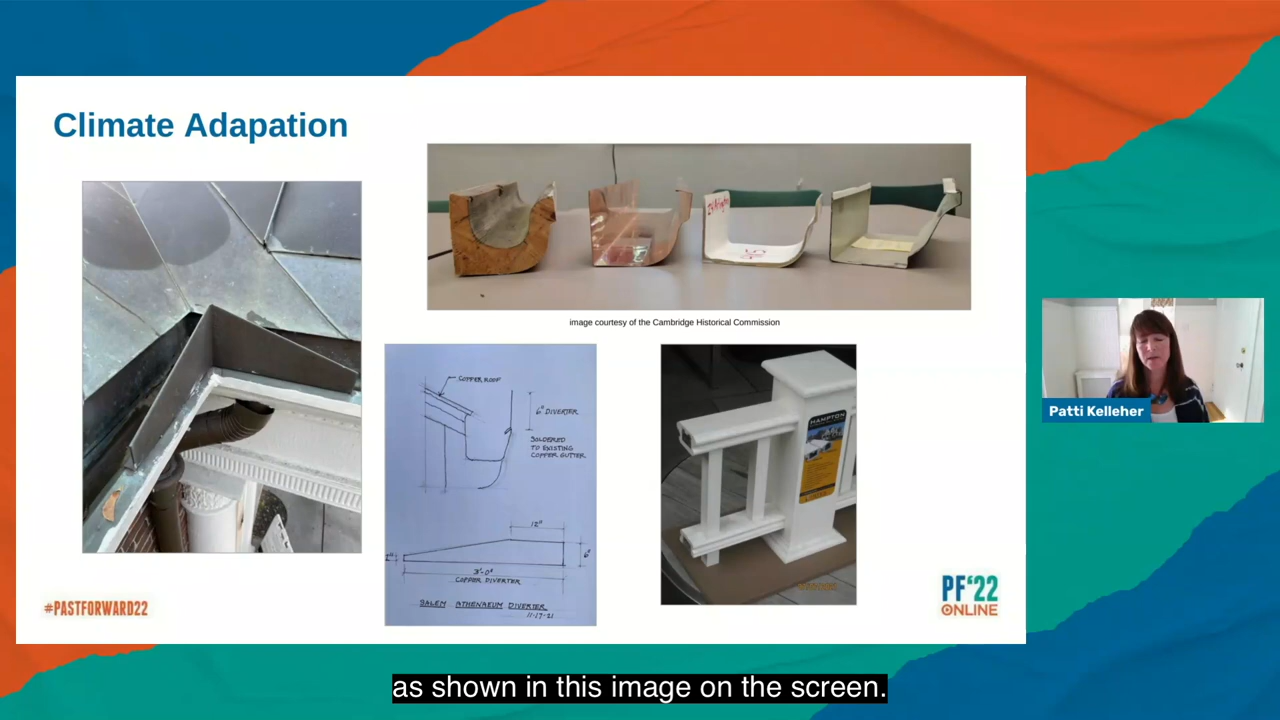 Climate Adapation
image courtesy of the Cambridge Historical Commission
COPPER ROOF
6" DIVERTER
SOLDERED
TO EXISTING
COPPER GUTTER
12"
6"
3'-0"
COPPER DIVERTER
SALEM ATHENAEUM DIVERTER
11-17-21
HAMPTON
#PASTFORWARD22
PF'22
ONLINE
Patti Kelleher
as shown in this image on the screen.